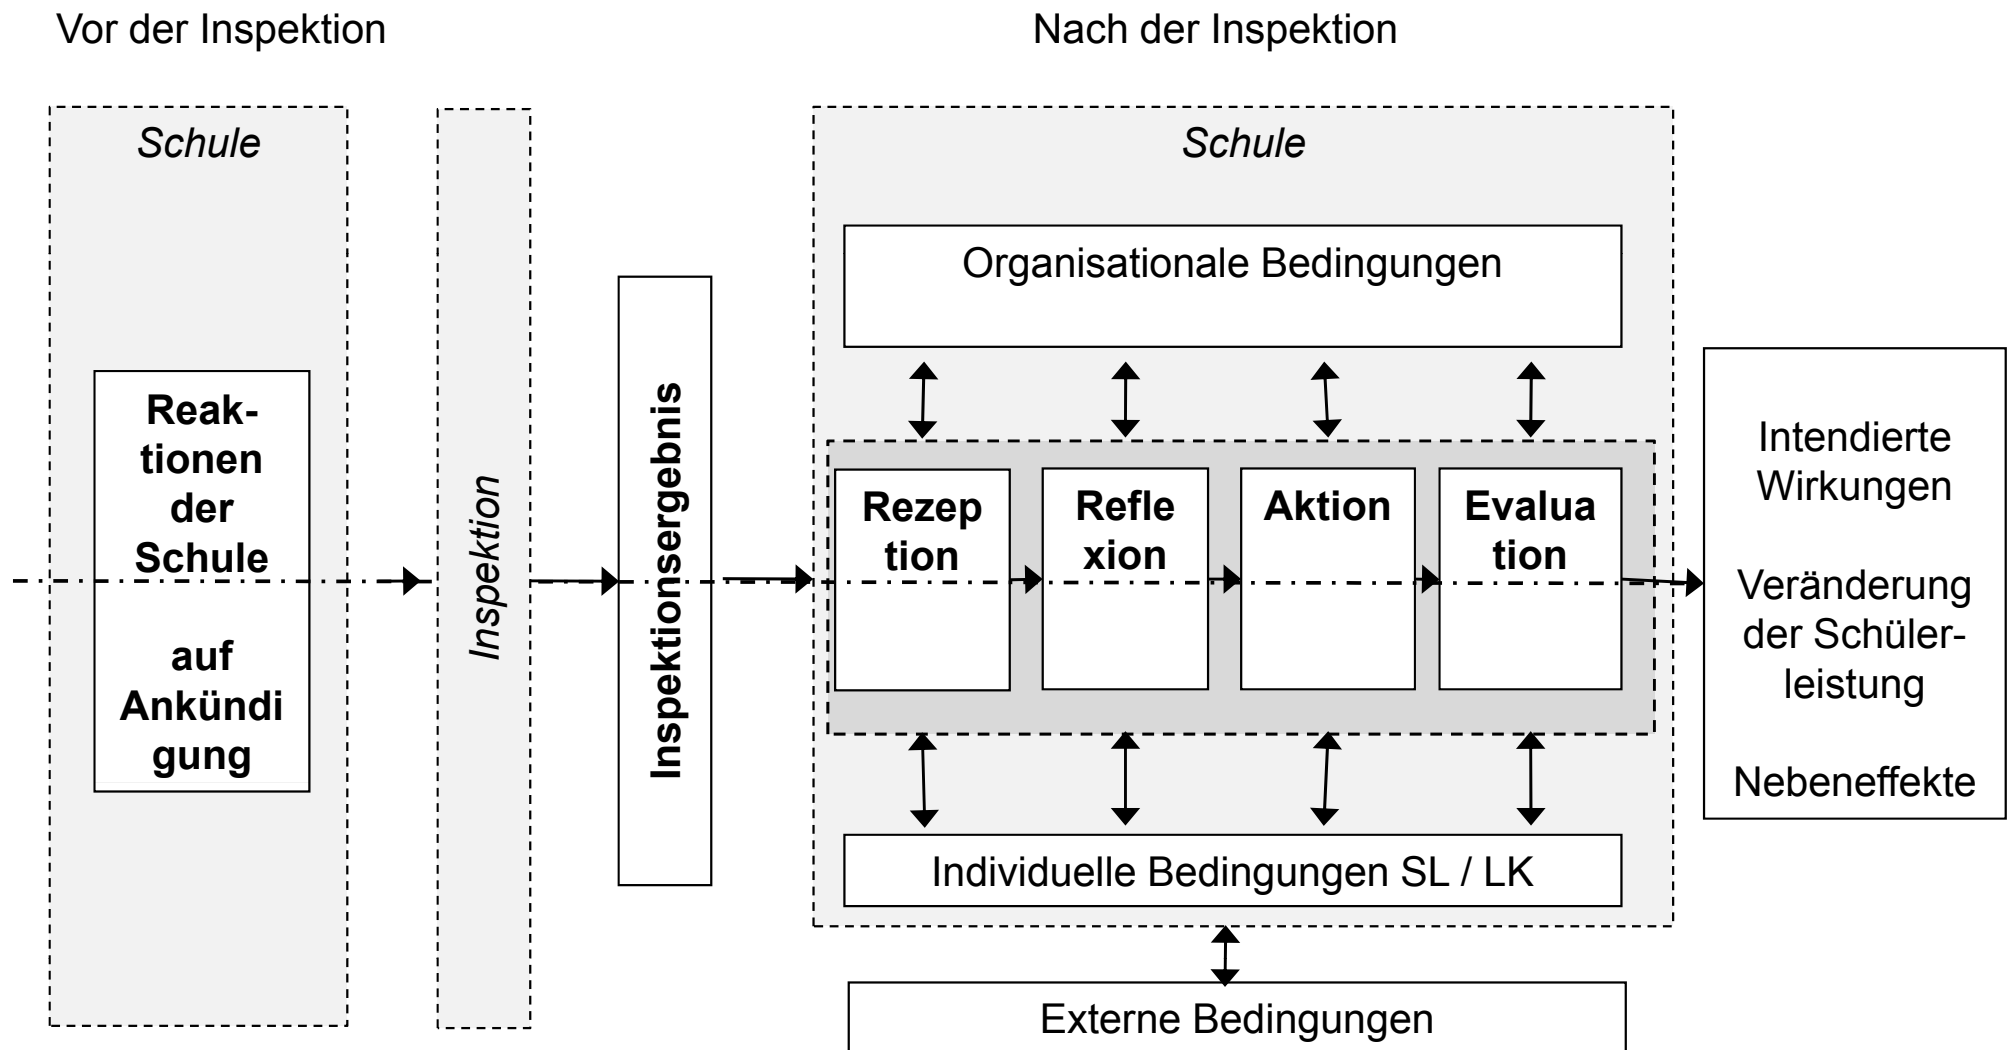 Vor der Inspektion
Nach der Inspektion
Schule
Reak-
tionen
der
Schule
auf
Ankündi
gung
Inspektion
Inspektionsergebnis
Schule
Organisationale Bedingungen
Rezep
tion
Refle
xion
Aktion
Evalua
tion
Individuelle Bedingungen SL / LK
Externe Bedingungen
Intendierte
Wirkungen
Veränderung
der Schüler-
leistung
Nebeneffekte